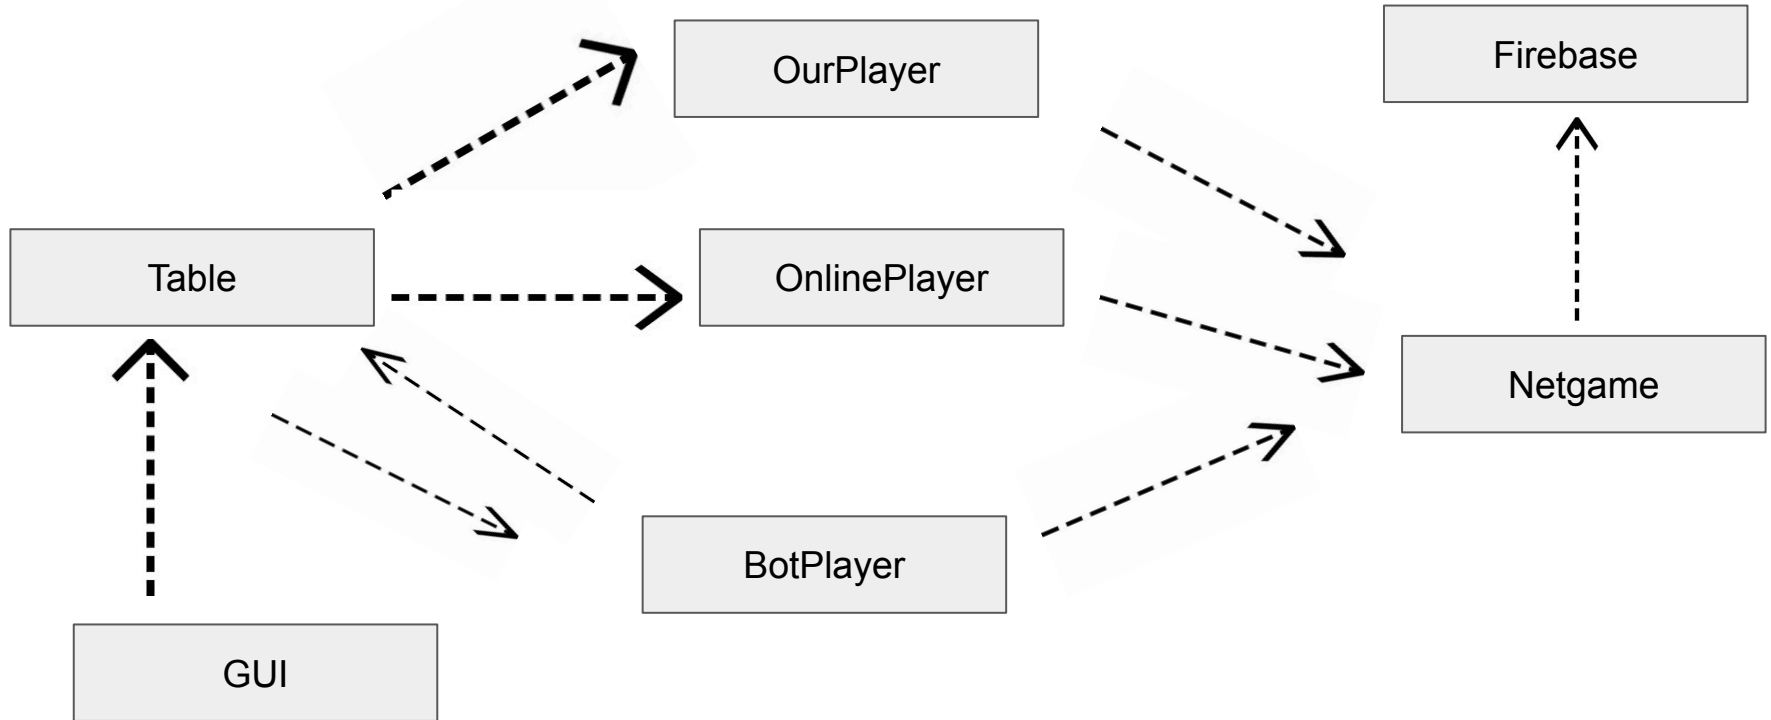 OurPlayer
Firebase
Table
OnlinePlayer
Netgame
BotPlayer
GUI